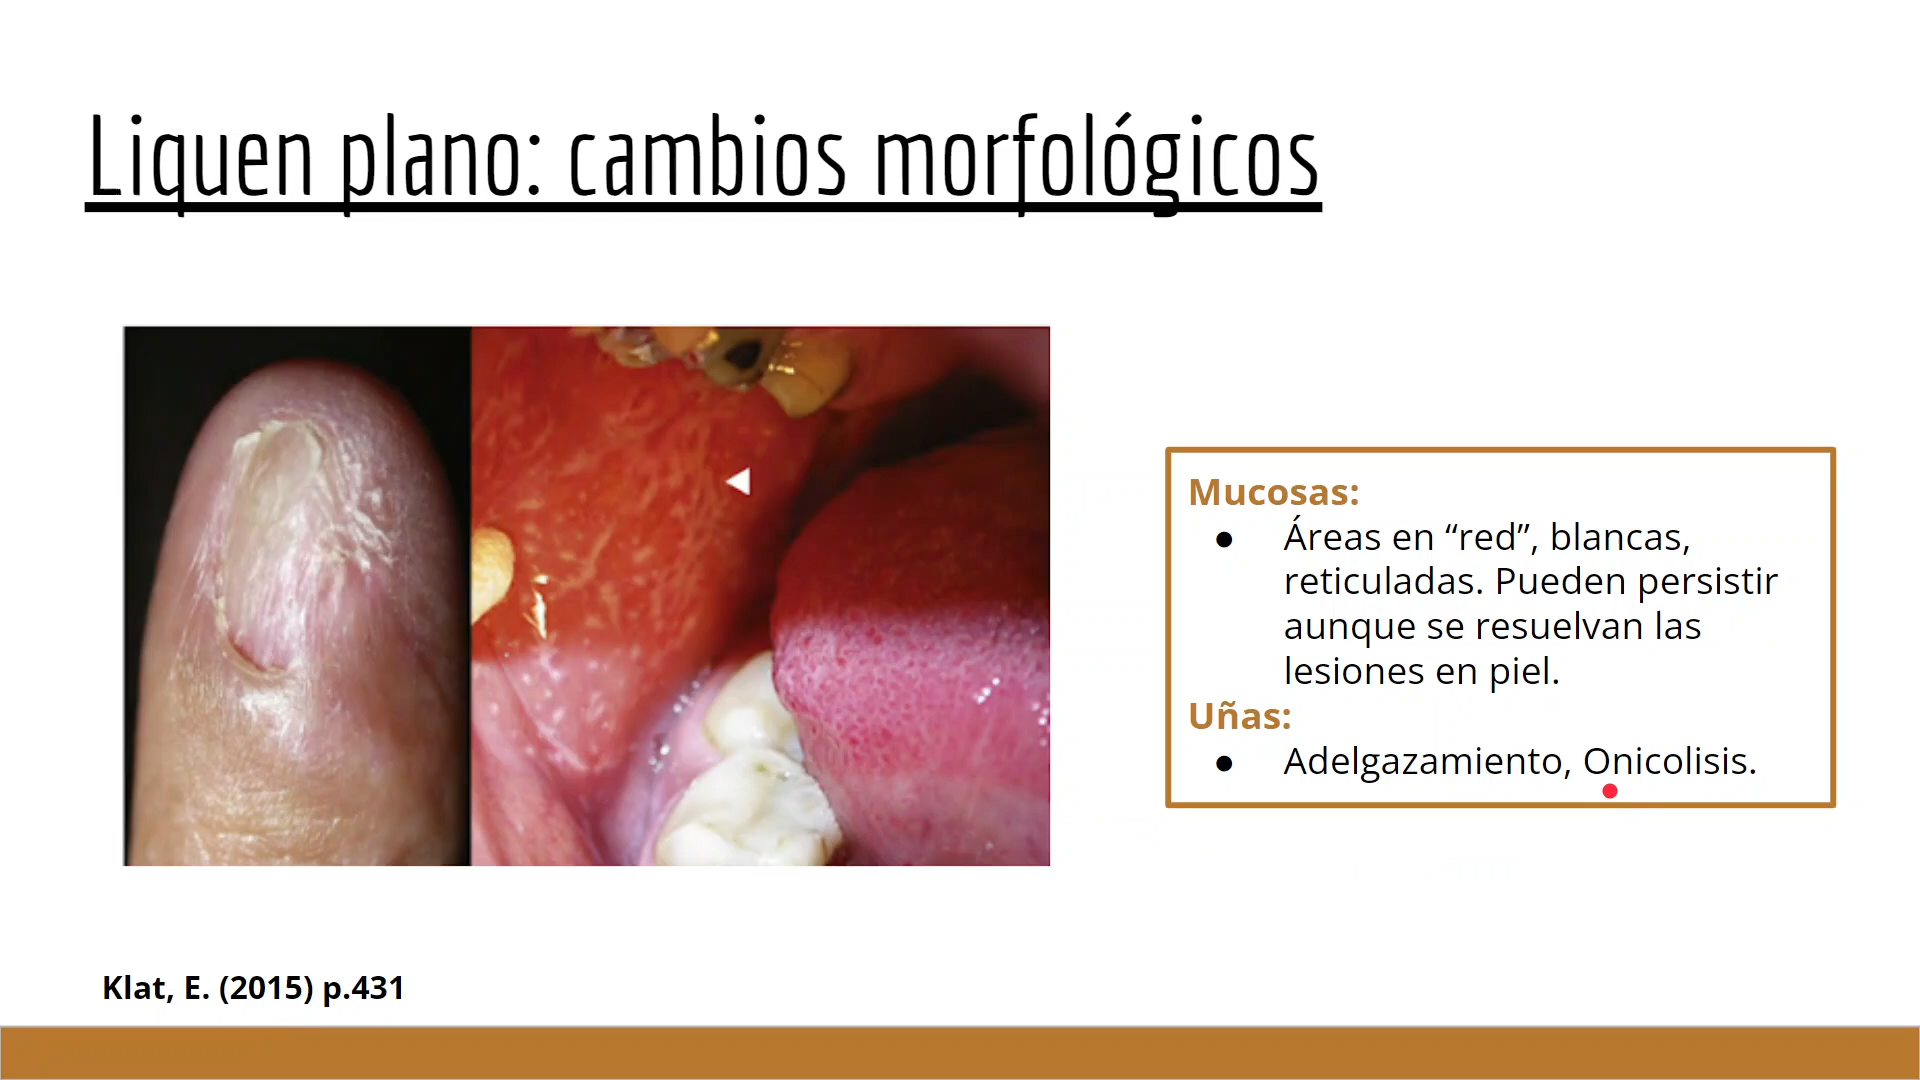 Liquen plano: cambios morfológicos
Mucosas:
● Áreas en “red”, blancas,
reticuladas. Pueden persistir
aunque se resuelvan las
lesiones en piel.
Uñas:
● Adelgazamiento, Onicolisis.
Klat, E. (2015) p.431